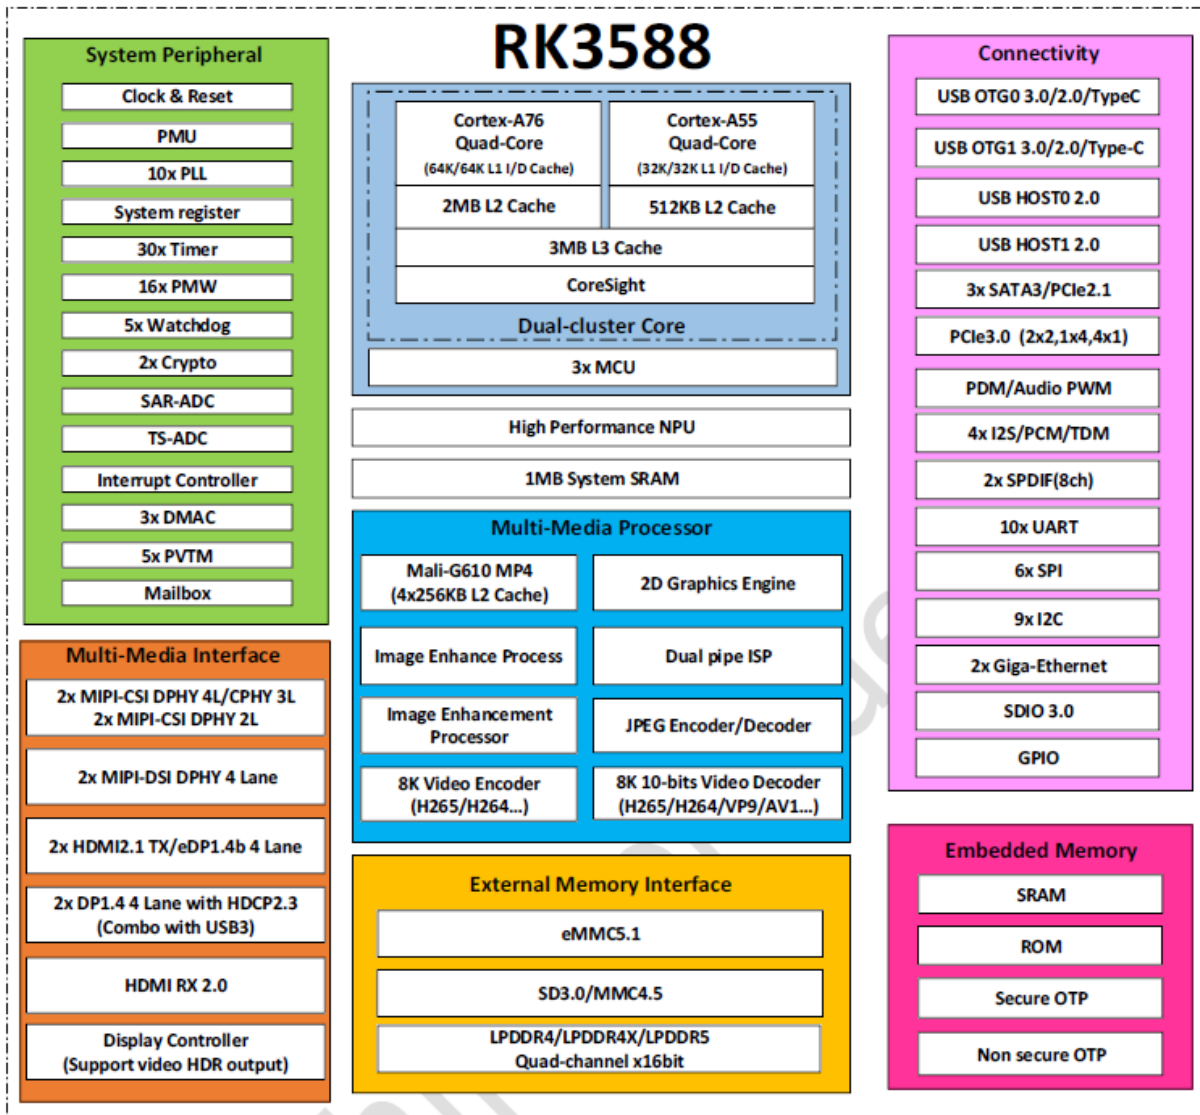 RK3588
System Peripheral
Clock & Reset
PMU
10x PLL
System register
30x Timer
16x PMW
5x Watchdog
2x Crypto
SAR-ADC
TS-ADC
Interrupt Controller
3x DMAC
5x PVTM
Mailbox
Multi-Media Interface
2x MIPI-CSI DPHY 4L/CPHY 3L
2x MIPI-CSI DPHY 2L
2x MIPI-DSI DPHY 4 Lane
2x HDMI2.1 TX/eDP1.4b 4 Lane
2x DP1.4 4 Lane with HDCP2.3
(Combo with USB3)
HDMI RX 2.0
Display Controller
(Support video HDR output)
Cortex-A76
Quad-Core
(64K/64K L1 I/D Cache)
2MB L2 Cache
Cortex-A55
Quad-Core
(32K/32K L1 I/D Cache)
512KB L2 Cache
3MB L3 Cache
CoreSight
Dual-cluster Core
3x MCU
High Performance NPU
1MB System SRAM
Multi-Media Processor
Mali-G610 MP4
(4x256KB L2 Cache)
2D Graphics Engine
Image Enhance Process
Dual pipe ISP
Image Enhancement
Processor
JPEG Encoder/Decoder
8K Video Encoder
(H265/H264...)
8K 10-bits Video Decoder
(H265/H264/VP9/AV1...)
External Memory Interface
eMMC5.1
SD3.0/MMC4.5
LPDDR4/LPDDR4X/LPDDR5
Quad-channel x16bit
Connectivity
USB OTG0 3.0/2.0/TypeC
USB OTG1 3.0/2.0/Type-C
USB HOST0 2.0
USB HOST1 2.0
3x SATA3/PCIe2.1
PCIe3.0 (2x2,1x4,4x1)
PDM/Audio PWM
4x I2S/PCM/TDM
2x SPDIF(8ch)
10x UART
6x SPI
9x I2C
2x Giga-Ethernet
SDIO 3.0
GPIO
Embedded Memory
SRAM
ROM
Secure OTP
Non secure OTP